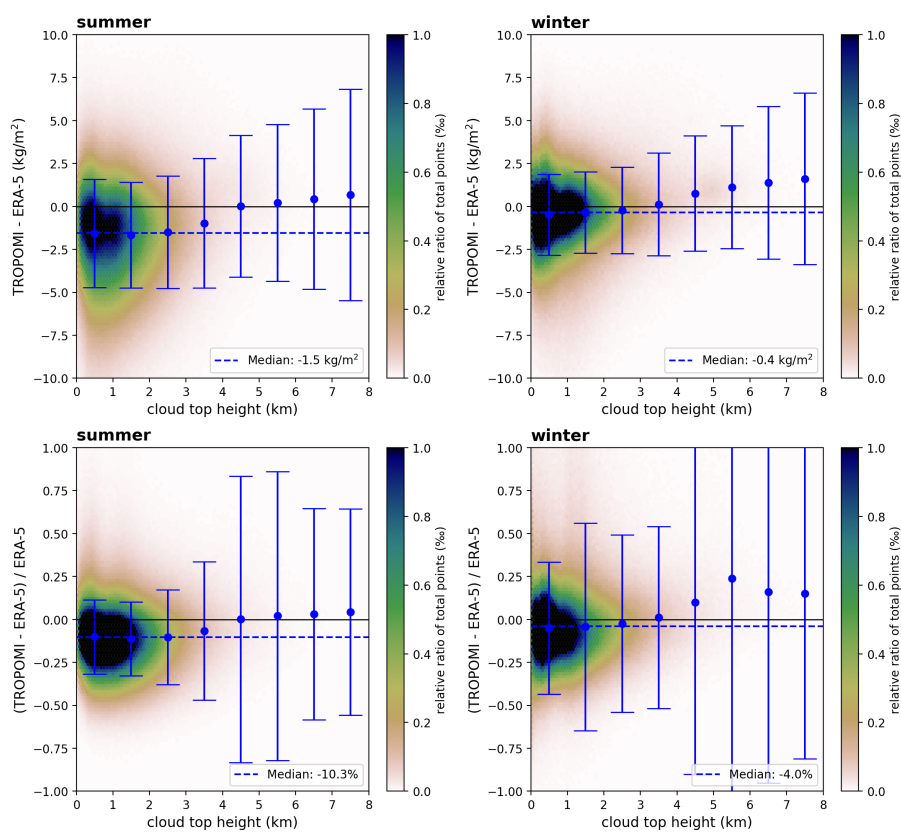 summer
10.0
7.5
5.0
2.5
0.0
−2.5
−5.0
−7.5
−10.0
0 1 2 3 4 5 6 7 8
cloud top height (km)
TROPOMI - ERA-5 (kg/m²)
Median: -1.5 kg/m²
1.0
0.8
0.6
0.4
0.2
0.0
relative ratio of total points (‰)
winter
10.0
7.5
5.0
2.5
0.0
−2.5
−5.0
−7.5
−10.0
0 1 2 3 4 5 6 7 8
cloud top height (km)
TROPOMI - ERA-5 (kg/m²)
Median: -0.4 kg/m²
1.0
0.8
0.6
0.4
0.2
0.0
relative ratio of total points (‰)
summer
1.00
0.75
0.50
0.25
0.00
−0.25
−0.50
−0.75
−1.00
0 1 2 3 4 5 6 7 8
cloud top height (km)
(TROPOMI - ERA-5) / ERA-5
Median: -10.3%
1.0
0.8
0.6
0.4
0.2
0.0
relative ratio of total points (‰)
winter
1.00
0.75
0.50
0.25
0.00
−0.25
−0.50
−0.75
−1.00
0 1 2 3 4 5 6 7 8
cloud top height (km)
(TROPOMI - ERA-5) / ERA-5
Median: -4.0%
1.0
0.8
0.6
0.4
0.2
0.0
relative ratio of total points (‰)